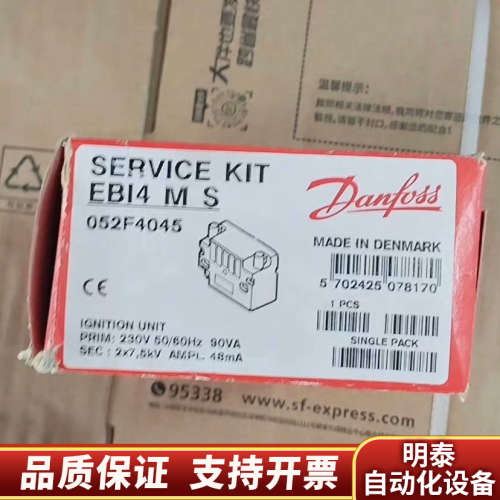 温馨提示:
SERVICE KIT
EBI4 M S
052F4045
Danfoss
MADE IN DENMARK
5 702425 078170
1 PCS
SINGLE PACK
CE
IGNITION UNIT
PRIM: 230V 50/60Hz 90VA
SEC : 2x7,5kV AMPL. 48mA
95338 www.sf-express.com
品质保证 支持开票
明泰
自动化设备